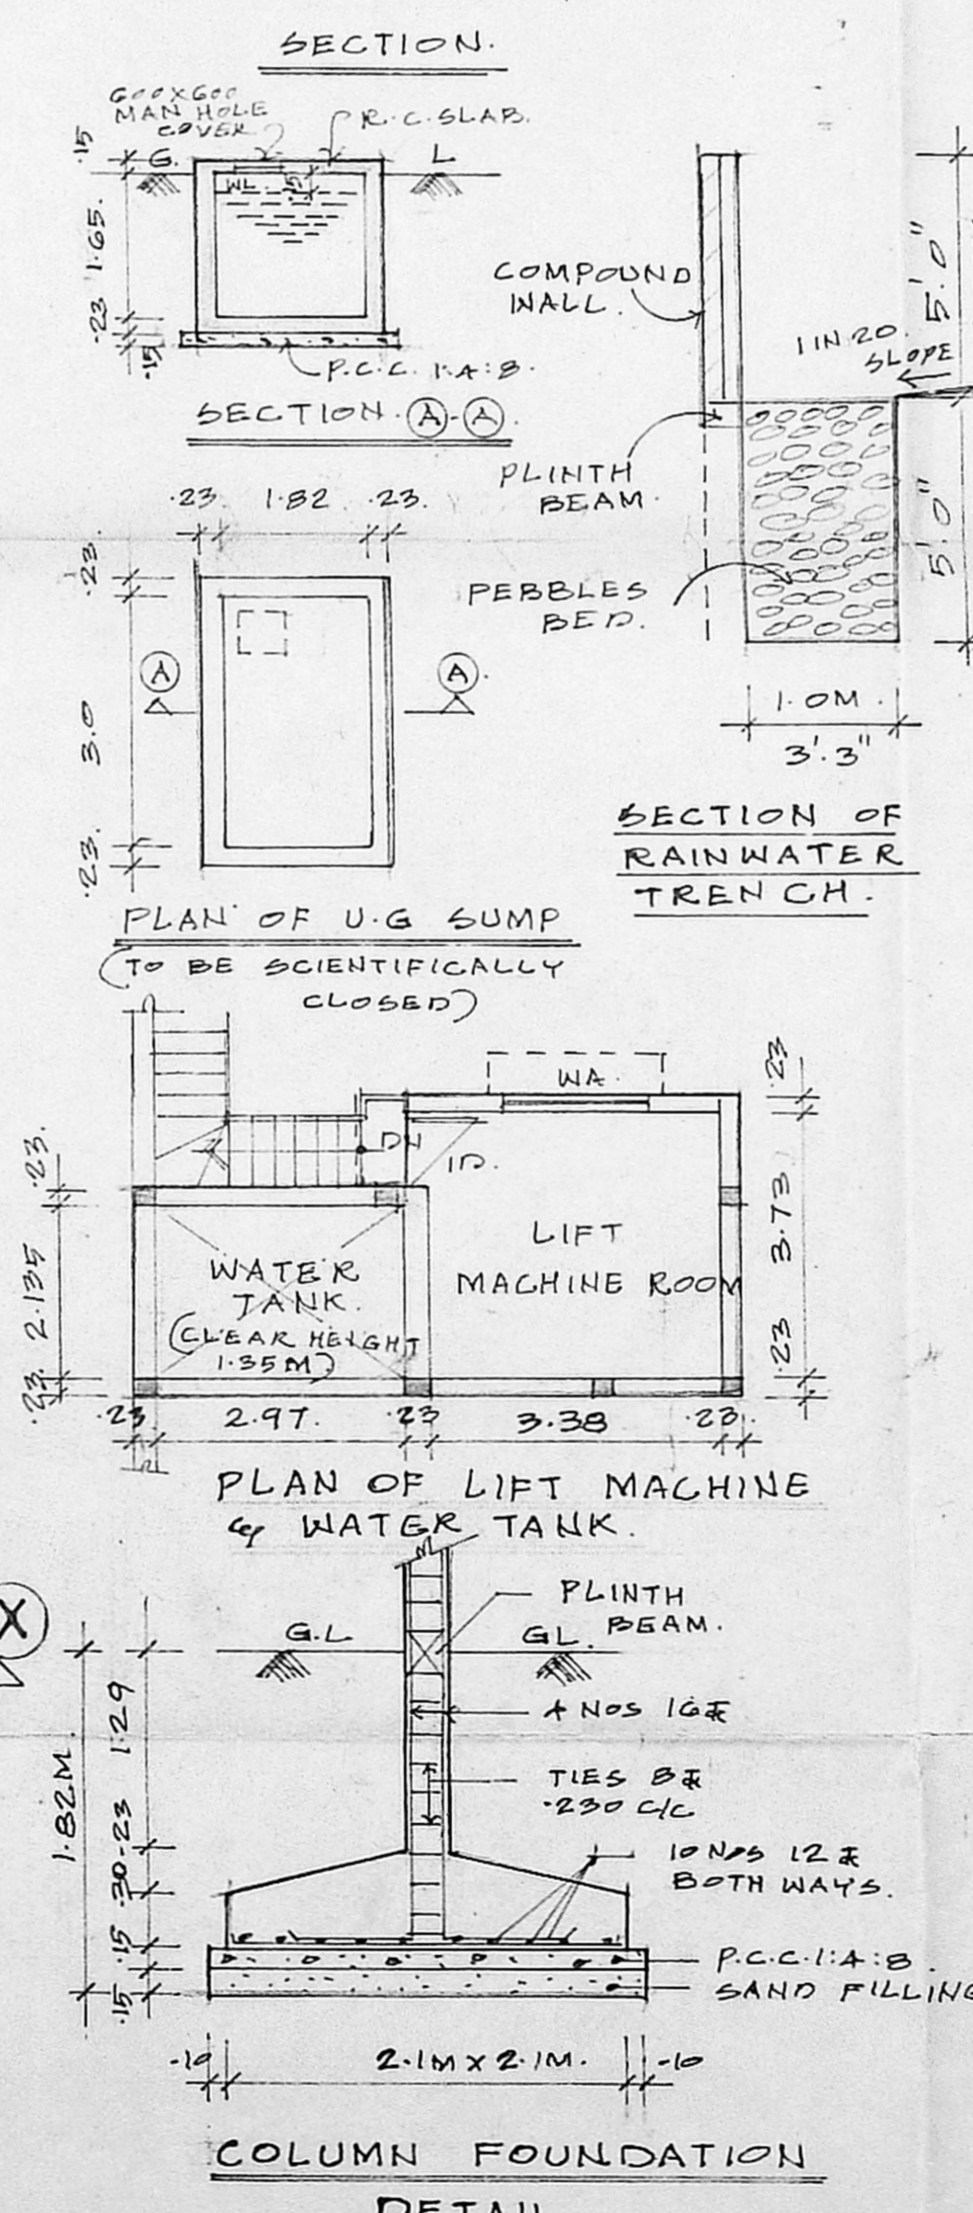 SECTION.
600X600
MAN HOLE
COVER
R.C.SLAB.
.15
G.
L
WL
.15
1.65.
.23
.15
P.C.C. 1:4:8.
SECTION. A-A.
COMPOUND
WALL.
5'.0"
1 IN 20.
SLOPE
PLINTH
BEAM.
PEBBLES
BED.
5'.0"
1.0M.
3'.3"
SECTION OF
RAINWATER
TRENCH.
.23. 1.82 .23.
.23.
3.0
.23.
A
A.
PLAN OF U.G SUMP
(TO BE SCIENTIFICALLY
CLOSED)
WA.
DN
1D.
.23.
2.135
.23.
WATER
TANK.
(CLEAR HEIGHT
1.35M)
LIFT
MACHINE ROOM
.23
3.73
.23
.23 2.97. .23 3.38 .23.
PLAN OF LIFT MACHINE
& WATER TANK.
X
G.L
GL.
PLINTH
BEAM.
4 NOS 16
TIES 8
.230 C/C
10 NOS 12
BOTH WAYS.
P.C.C.1:4:8.
SAND FILLING
1.82M.
1.29
.23
.30
.15
.15
.10 2.1M X 2.1M. .10
COLUMN FOUNDATION
DETAIL